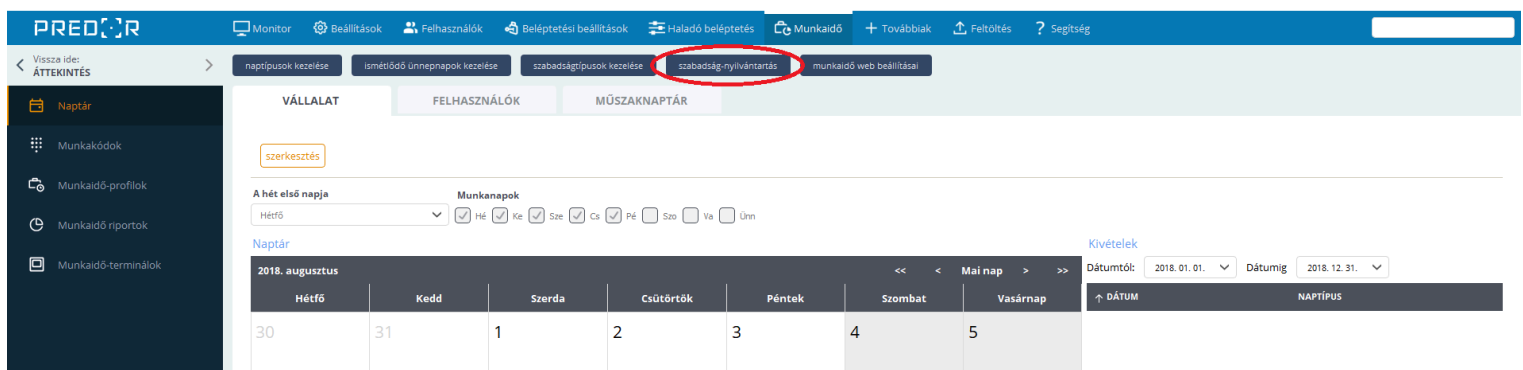 PREDOR Monitor Beállítások Felhasználók Beléptetési beállítások Haladó beléptetés Munkaidő Továbbiak Feltöltés Segítség
Vissza ide:
ÁTTEKINTÉS
naptípusok kezelése ismétlődő ünnepnapok kezelése szabadságtípusok kezelése szabadság-nyilvántartás munkaidő web beállításai
Naptár
Munkakódok
Munkaidő-profilok
Munkaidő riportok
Munkaidő-terminálok
VÁLLALAT FELHASZNÁLÓK MŰSZAKNAPTÁR
szerkesztés
A hét első napja Munkanapok
Hétfő Hé Ke Sze Cs Pé Szo Va Ünn
Naptár Kivételek
2018. augusztus << < Mai nap > >> Dátumtól: 2018. 01. 01. Dátumig 2018. 12. 31.
Hétfő Kedd Szerda Csütörtök Péntek Szombat Vasárnap ↑ DÁTUM NAPTÍPUS
30 31 1 2 3 4 5